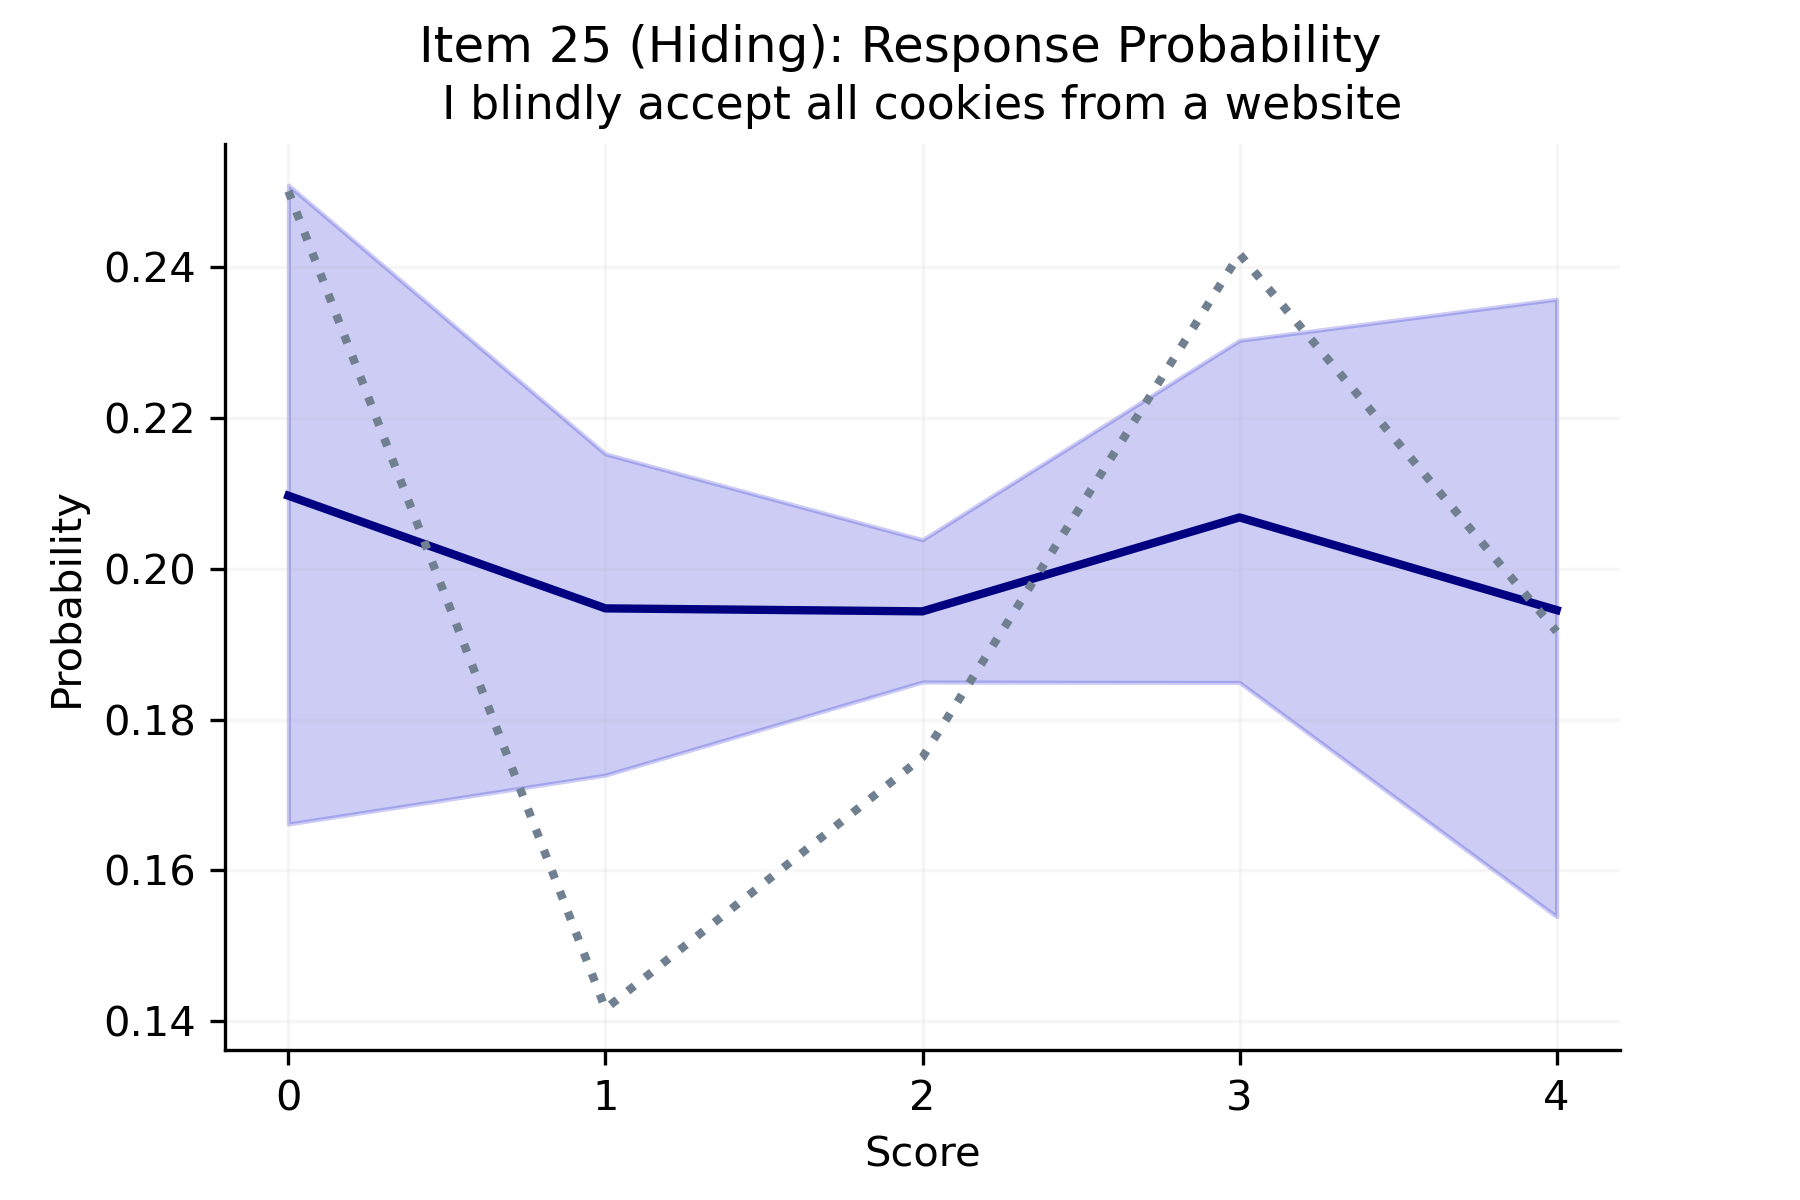 Item 25 (Hiding): Response Probability
I blindly accept all cookies from a website
0.24
0.22
0.20
0.18
0.16
0.14
Probability
0 1 2 3 4
Score